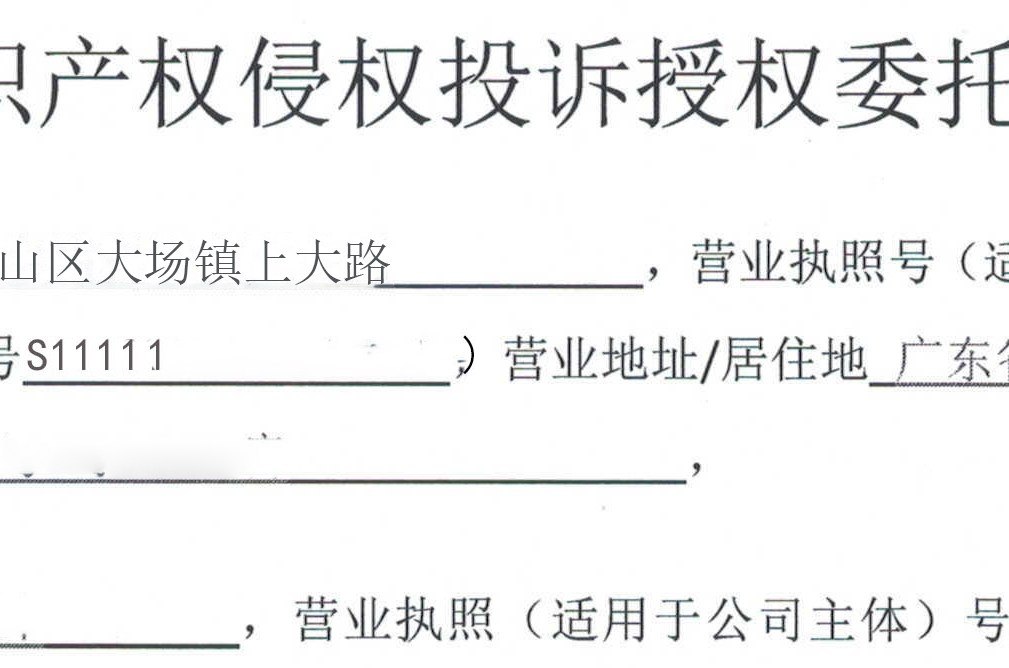 识产权侵权投诉授权委托
山区大场镇上大路，营业执照号（适
号S11111）营业地址/居住地 广东省
，
，营业执照（适用于公司主体）号